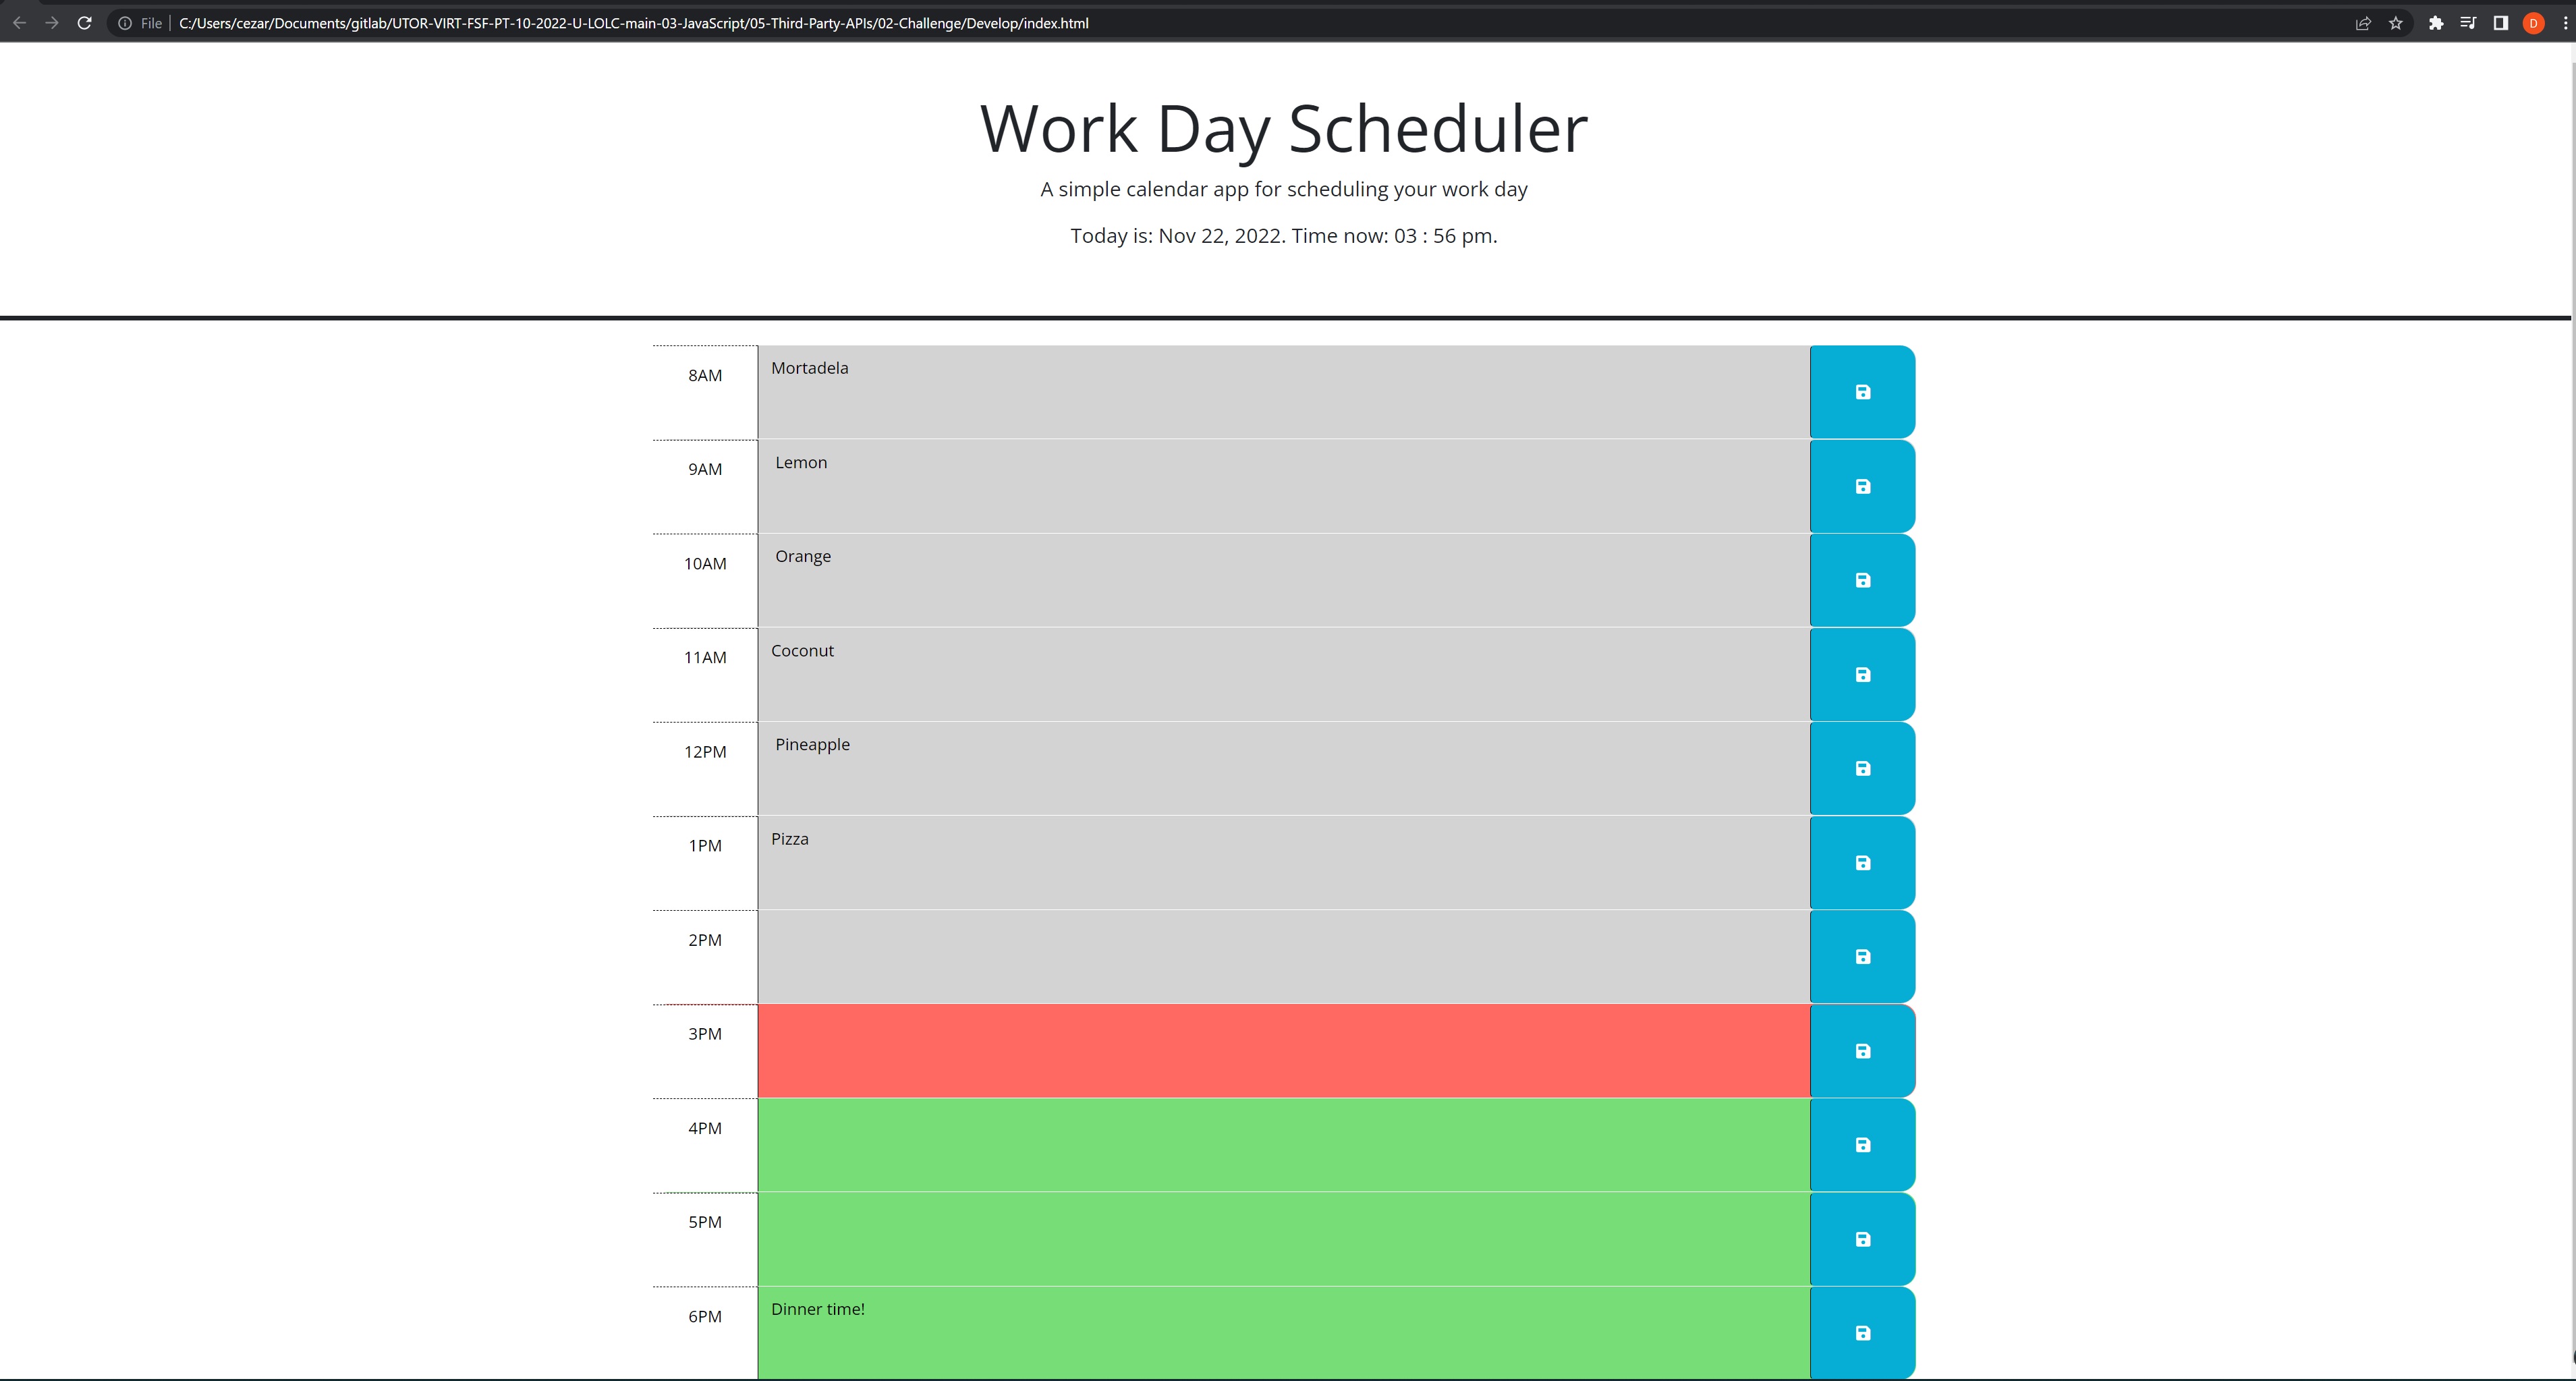 File C:/Users/cezar/Documents/gitlab/UTOR-VIRT-FSF-PT-10-2022-U-LOLC-main-03-JavaScript/05-Third-Party-APIs/02-Challenge/Develop/index.html D
Work Day Scheduler
A simple calendar app for scheduling your work day
Today is: Nov 22, 2022. Time now: 03 : 56 pm.
8AM Mortadela
9AM Lemon
10AM Orange
11AM Coconut
12PM Pineapple
1PM Pizza
2PM
3PM
4PM
5PM
6PM Dinner time!